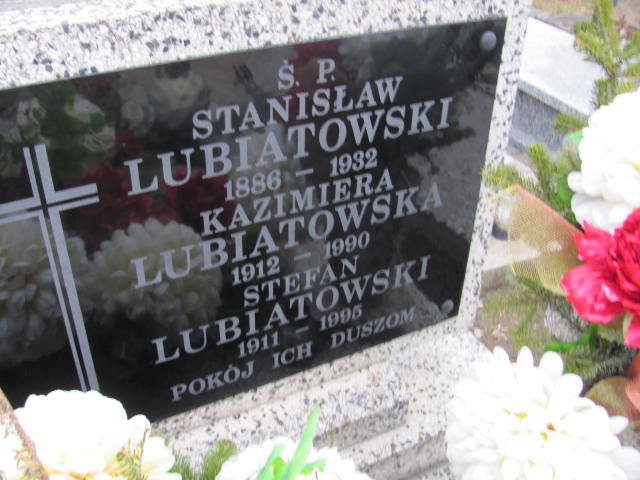 Ś. P.
STANISŁAW
LUBIATOWSKI
1886 - 1932
KAZIMIERA
LUBIATOWSKA
1912 - 1990
STEFAN
LUBIATOWSKI
1911 - 1995
POKÓJ ICH DUSZOM